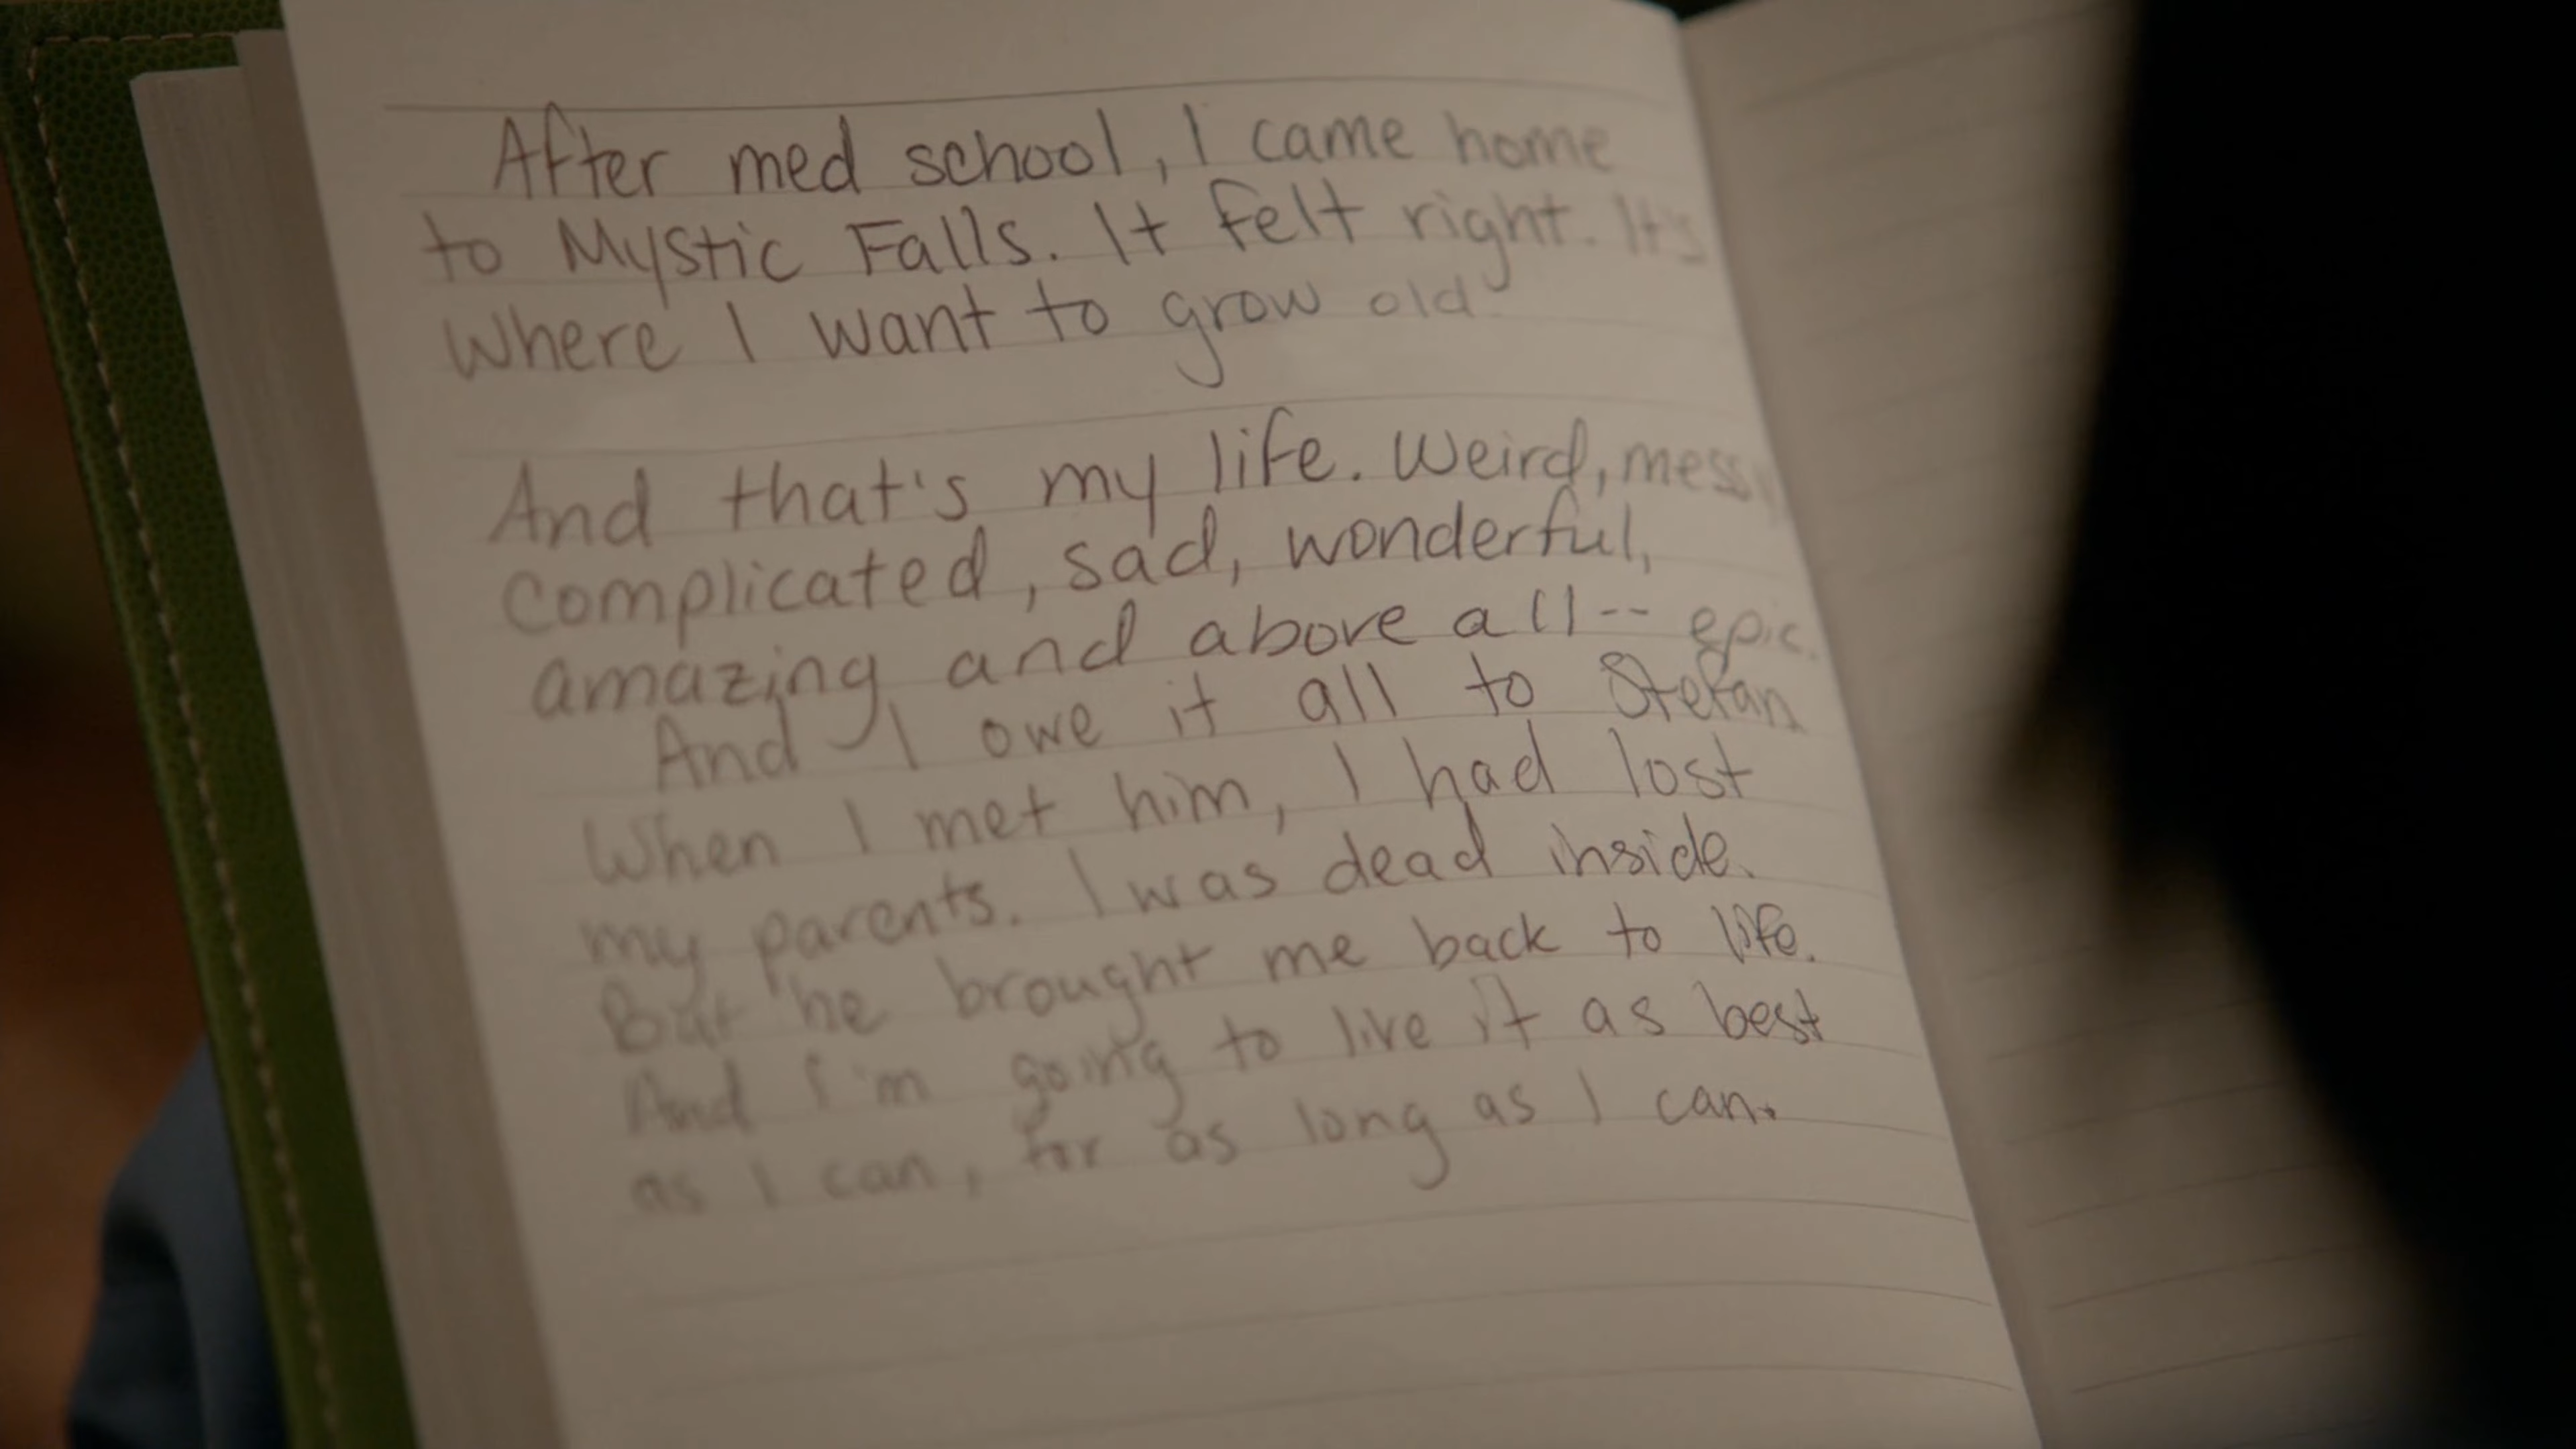 After med school, I came home
to Mystic Falls. It felt right. It's
where I want to grow old
And that's my life. Weird, messy
complicated, sad, wonderful,
amazing and above all -- epic.
And I owe it all to Stefan
When I met him, I had lost
my parents. I was dead inside.
But he brought me back to life.
And I'm going to live it as best
as I can, for as long as I can.